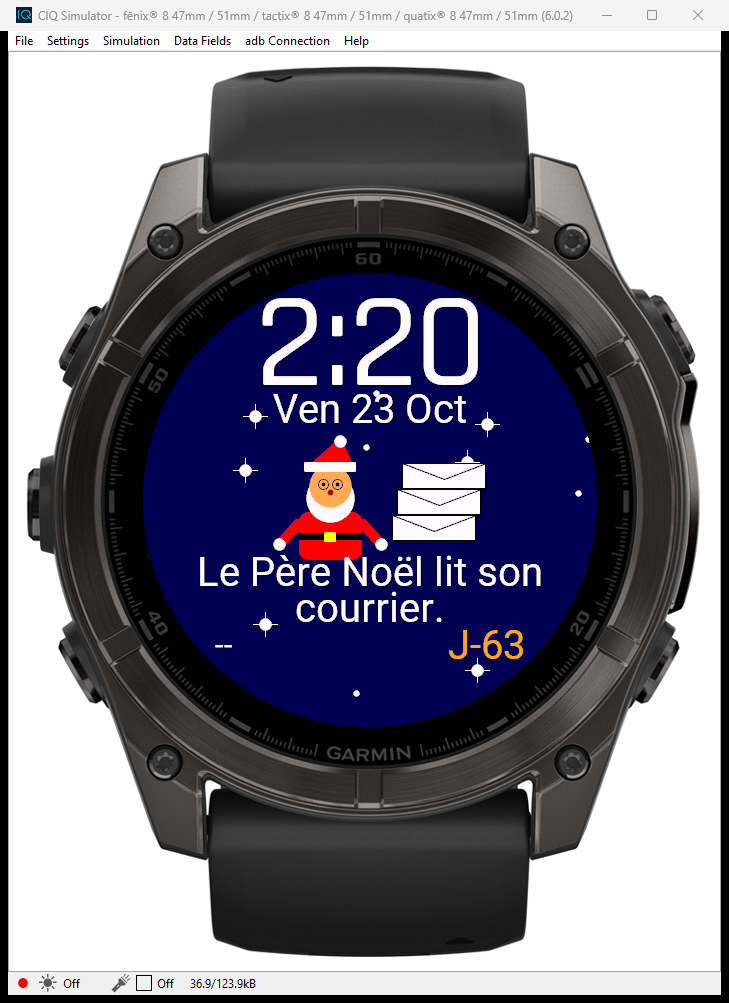 CIQ Simulator - fēnix® 8 47mm / 51mm / tactix® 8 47mm / 51mm / quatix® 8 47mm / 51mm (6.0.2)
File Settings Simulation Data Fields adb Connection Help
60
50
2:20
Ven 23 Oct
Le Père Noël lit son
courrier.
40
20
--
J-63
GARMIN
Off
Off
36.9/123.9kB